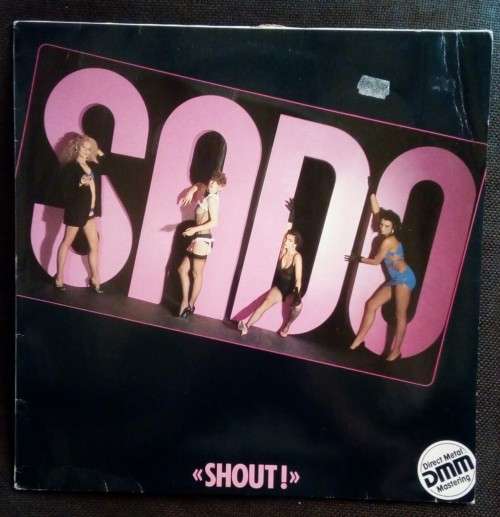 SADO
«SHOUT!»
Direct Metal
DMM
Mastering